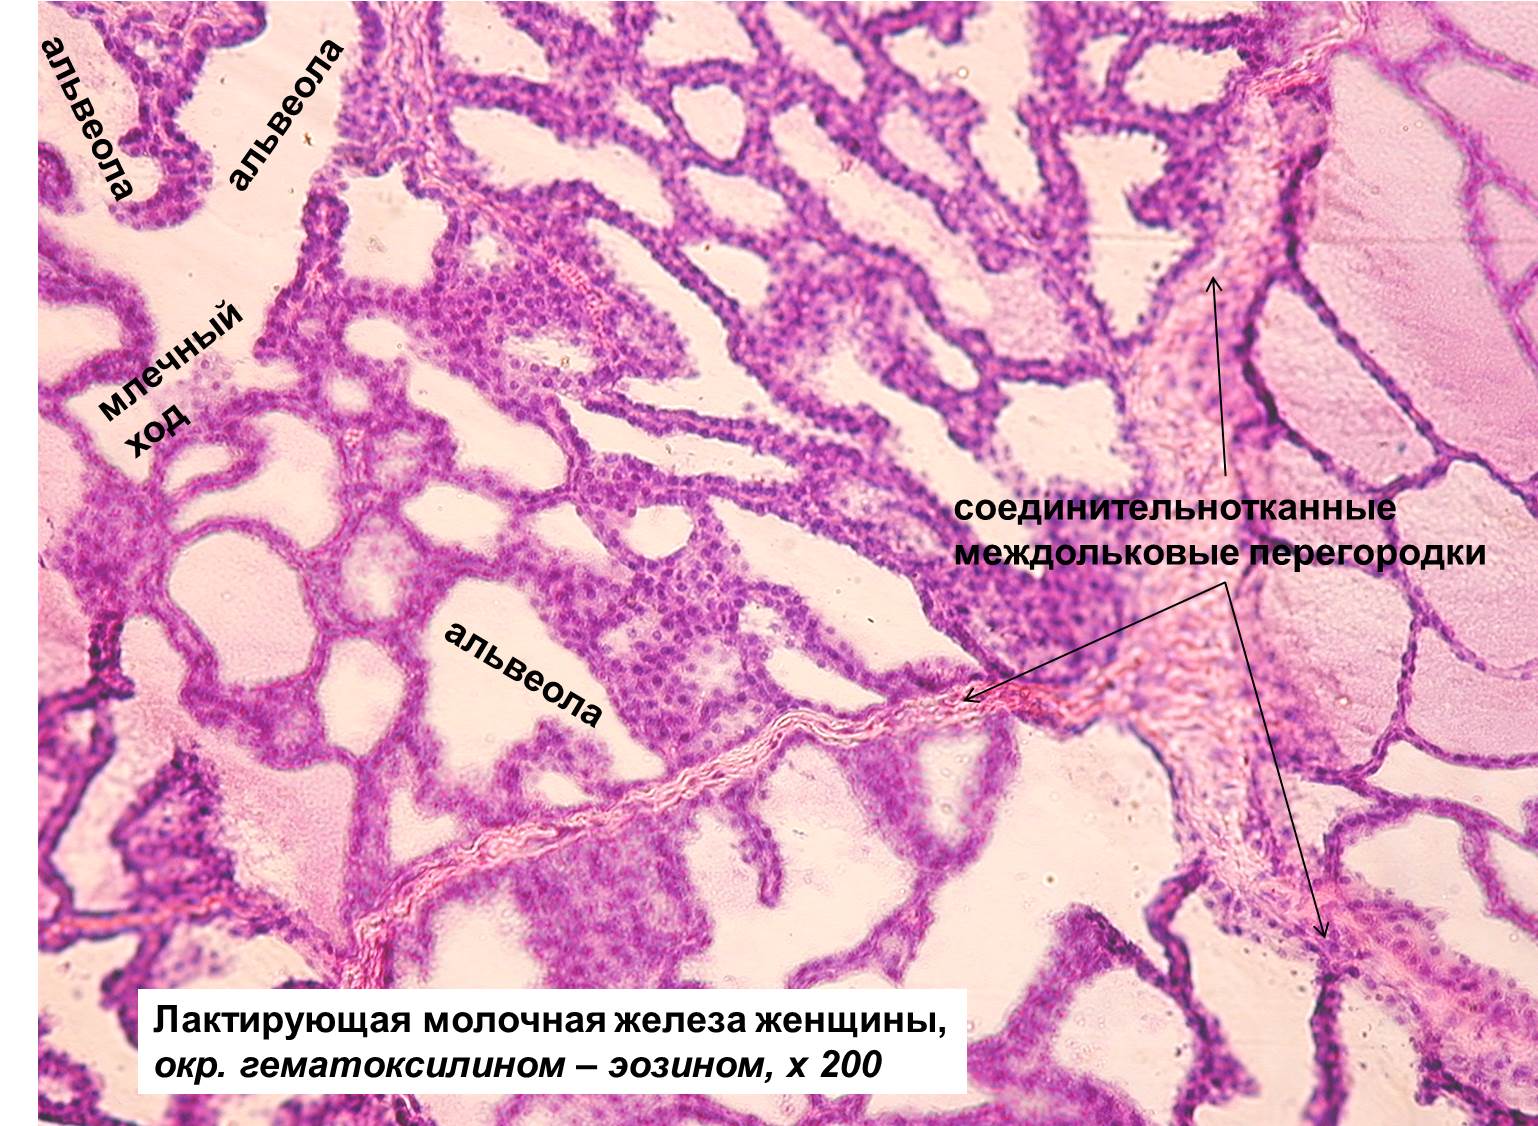 альвеола
альвеола
млечный
ход
соединительнотканные
междольковые перегородки
альвеола
Лактирующая молочная железа женщины,
окр. гематоксилином – эозином, х 200